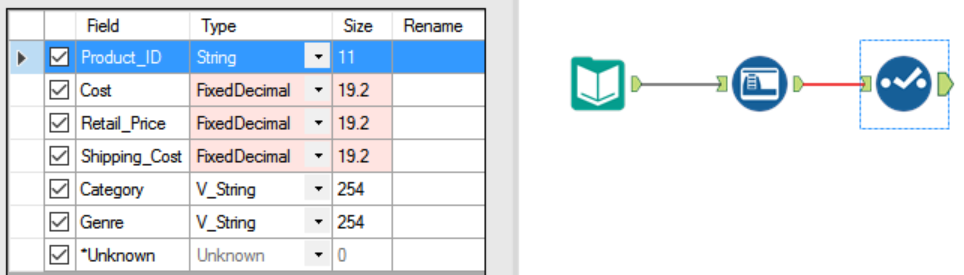 Field Type Size Rename
Product_ID String 11
Cost FixedDecimal 19.2
Retail_Price FixedDecimal 19.2
Shipping_Cost FixedDecimal 19.2
Category V_String 254
Genre V_String 254
*Unknown Unknown 0